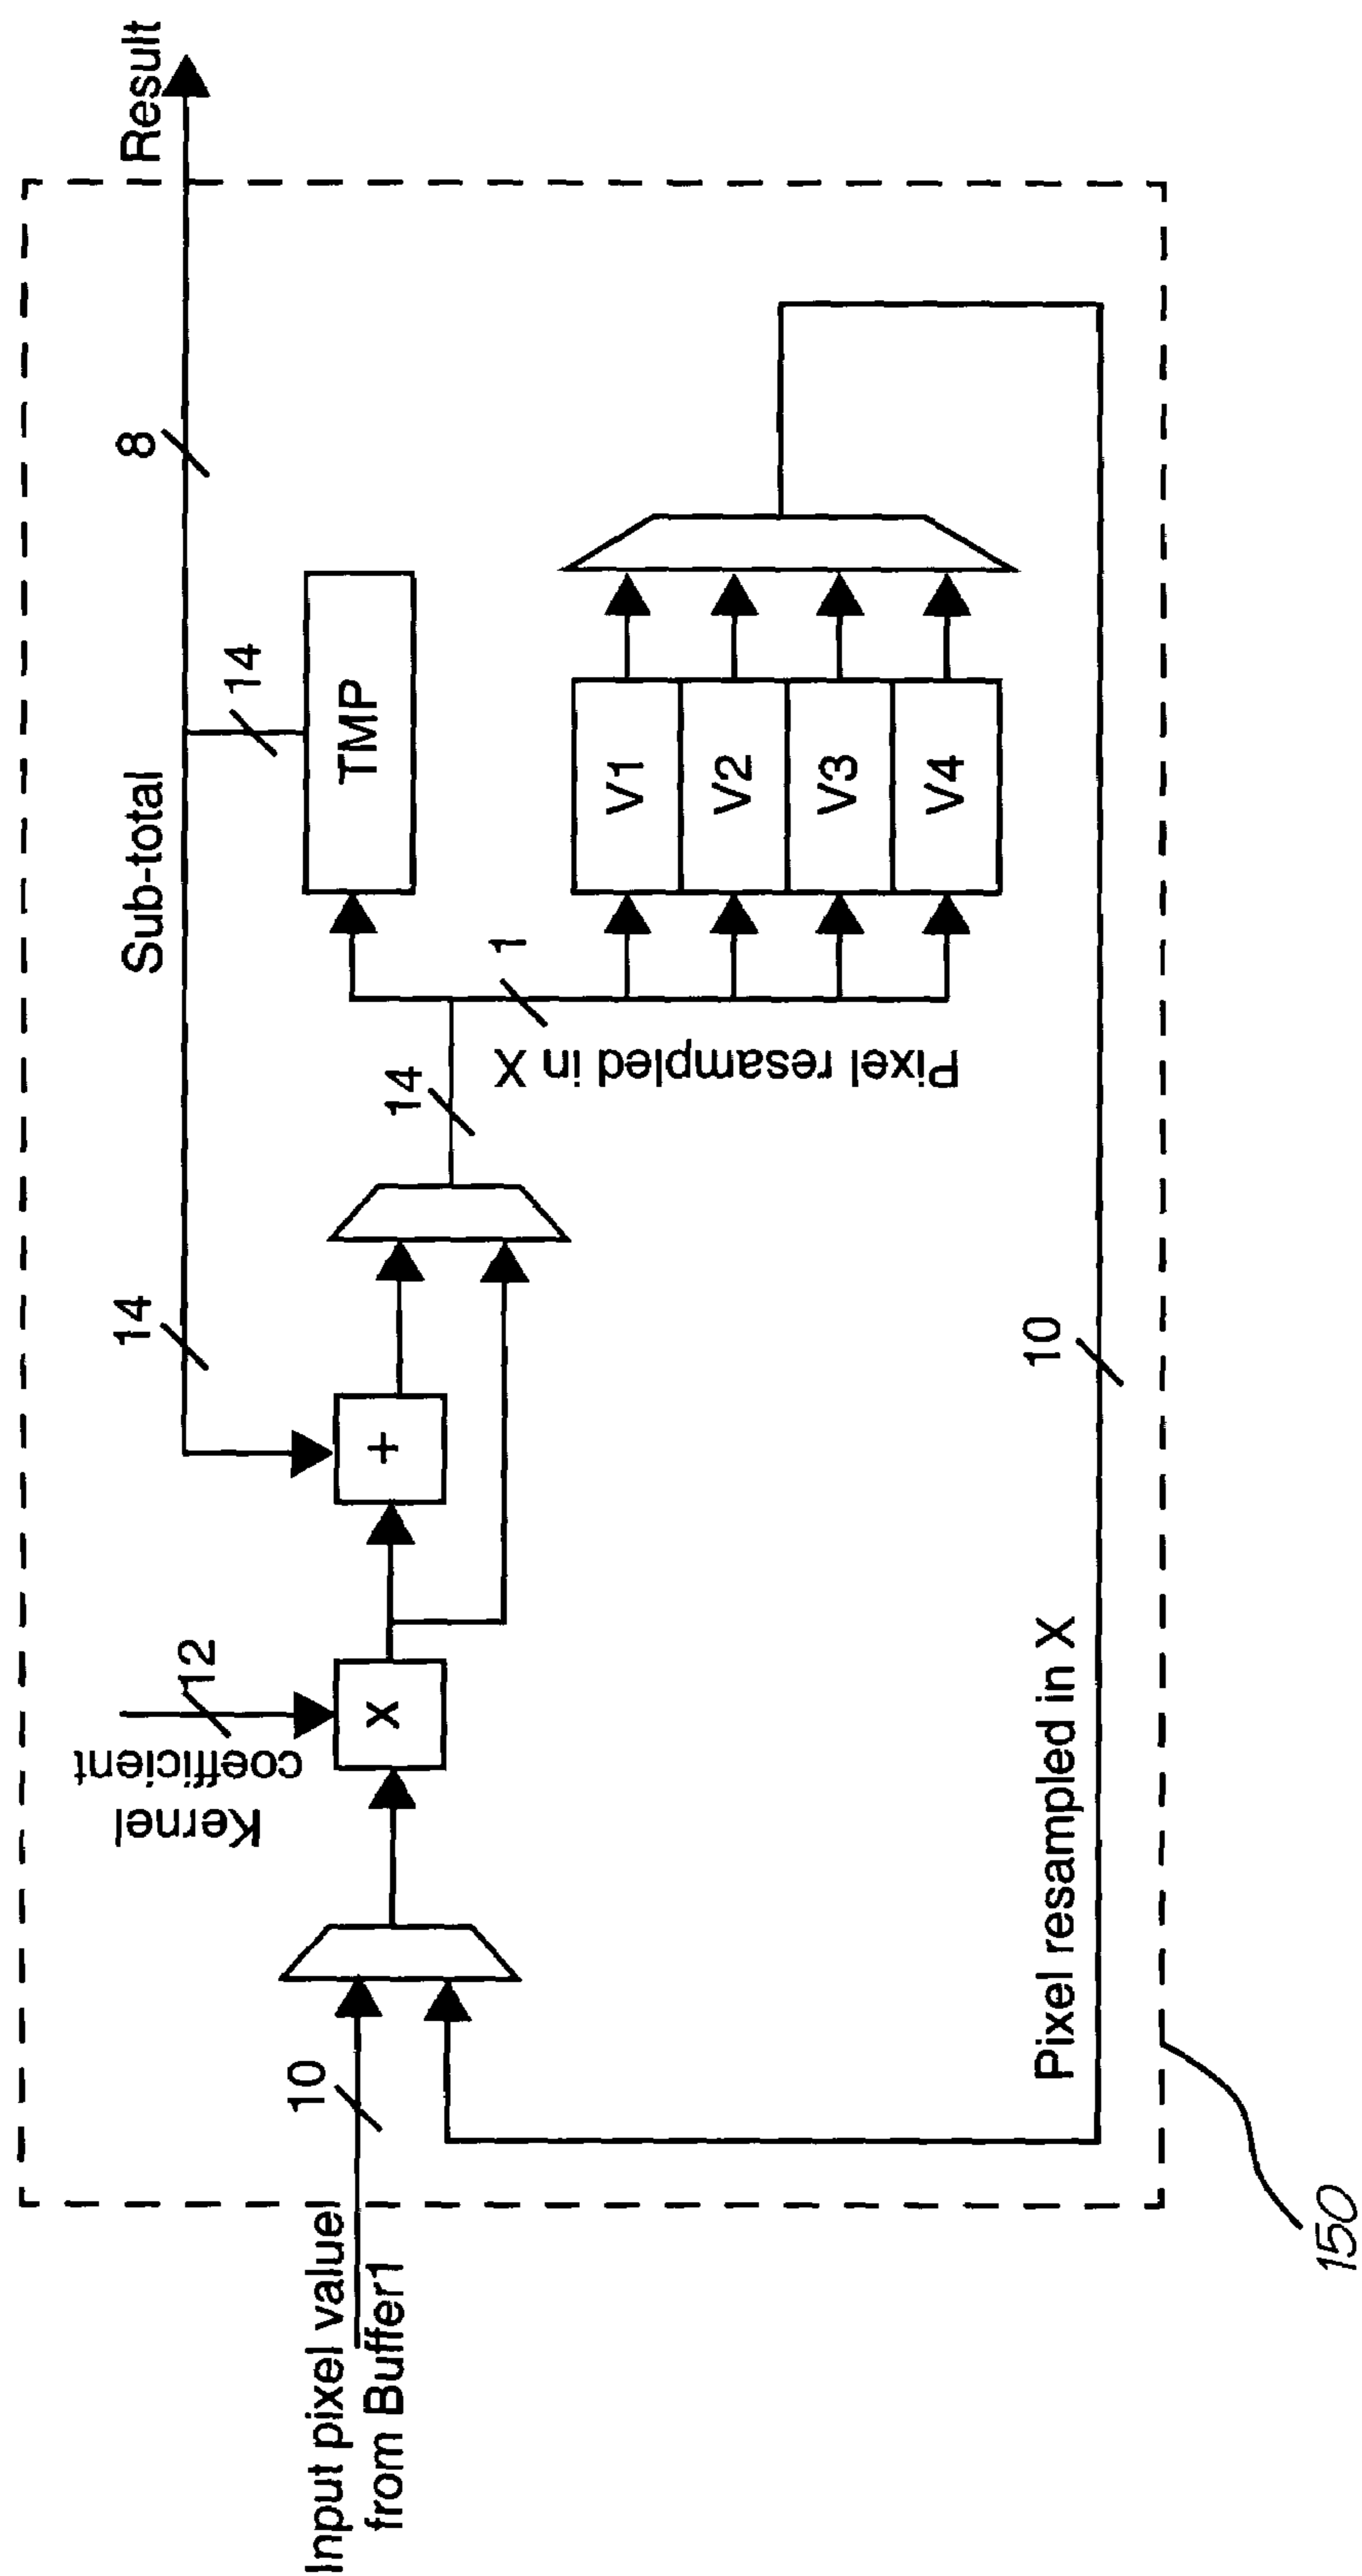 Result
8
14
Sub-total
14
TMP
V1
V2
V3
V4
1
Pixel resampled in X
14
+
12
Kernel
coefficient
X
10
Pixel resampled in X
10
Input pixel value
from Buffer1
150